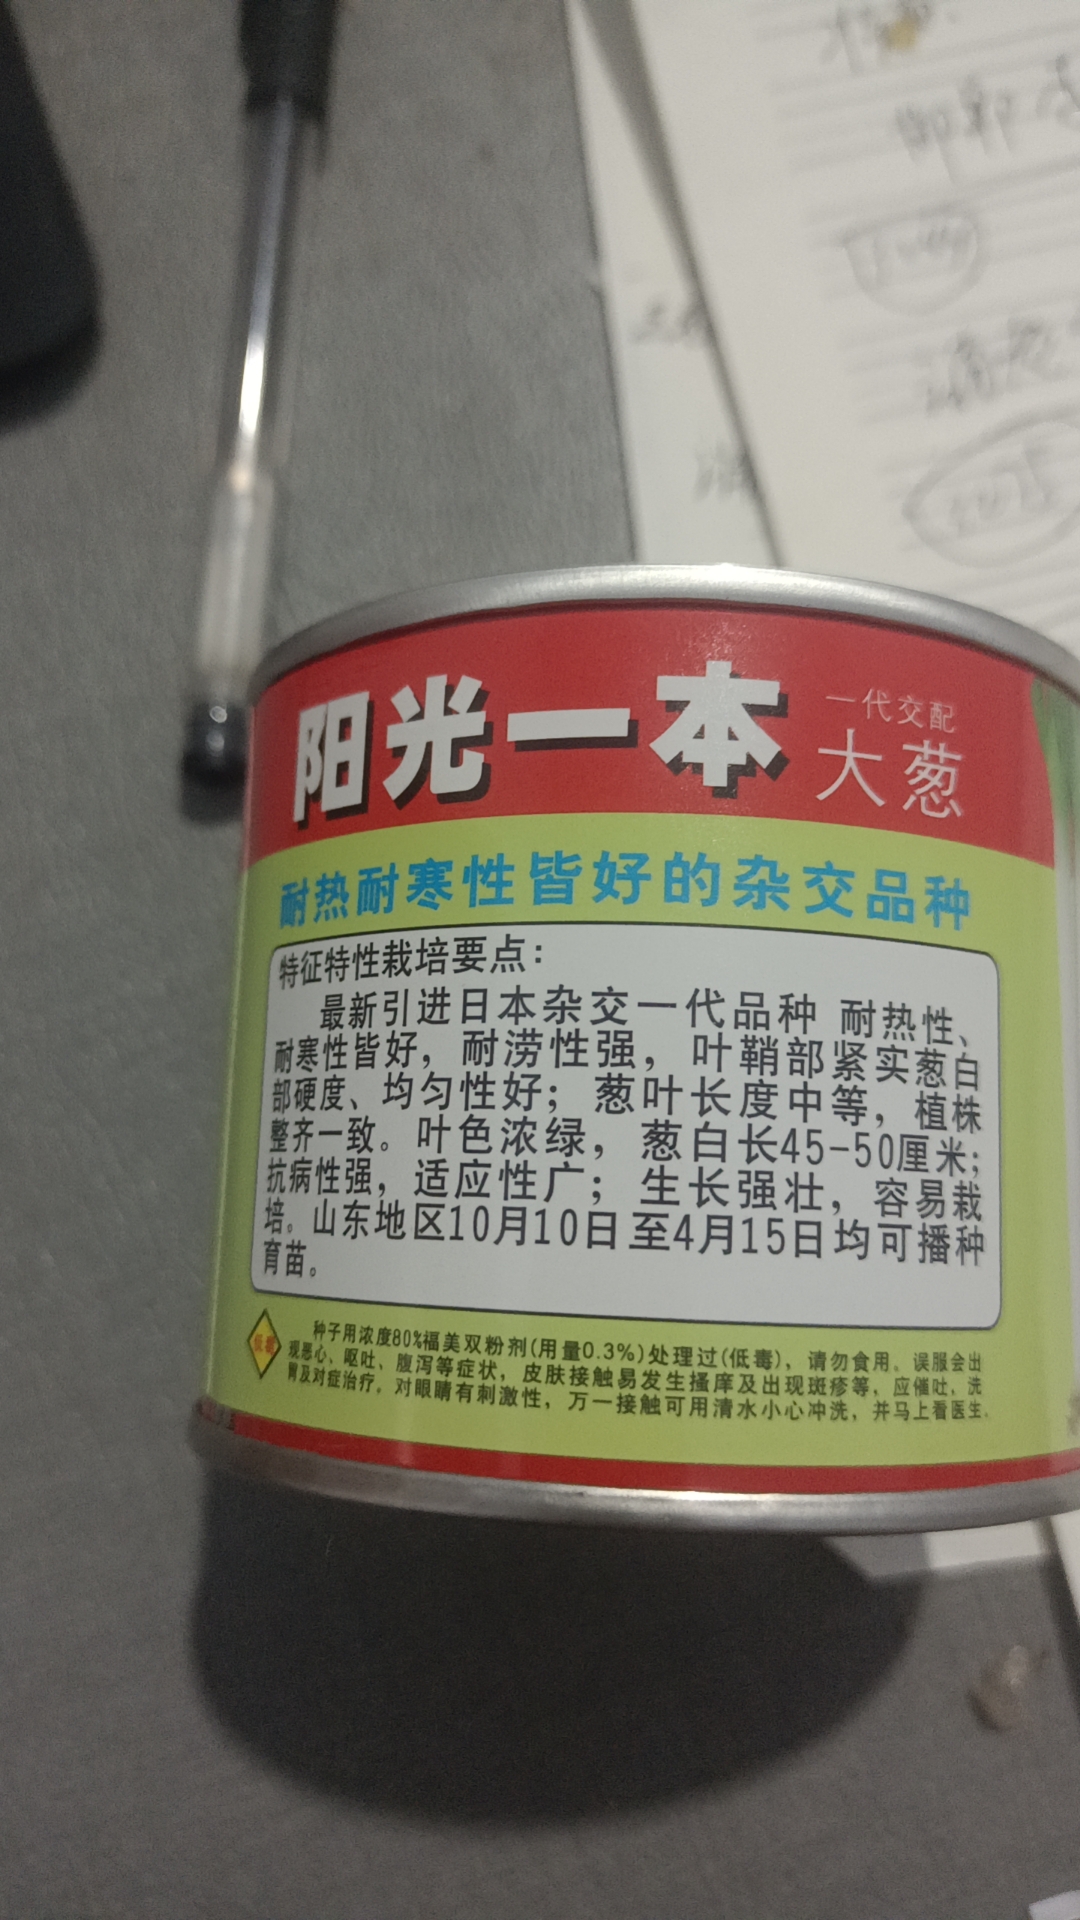 阳光一本
一代交配
大葱
耐热耐寒性皆好的杂交品种
特征特性栽培要点:
最新引进日本杂交一代品种 耐热性、
耐寒性皆好，耐涝性强，叶鞘部紧实葱白
部硬度、均匀性好；葱叶长度中等，植株
整齐一致。叶色浓绿，葱白长45-50厘米；
抗病性强，适应性广；生长强壮，容易栽
培。山东地区10月10日至4月15日均可播种
育苗。
低毒
种子用浓度80%福美双粉剂(用量0.3%)处理过(低毒)，请勿食用。误服会出
现恶心、呕吐、腹泻等症状，皮肤接触易发生搔痒及出现斑疹等，应催吐，洗
胃及对症治疗。对眼睛有刺激性，万一接触可用清水小心冲洗，并马上看医生.
邯郸